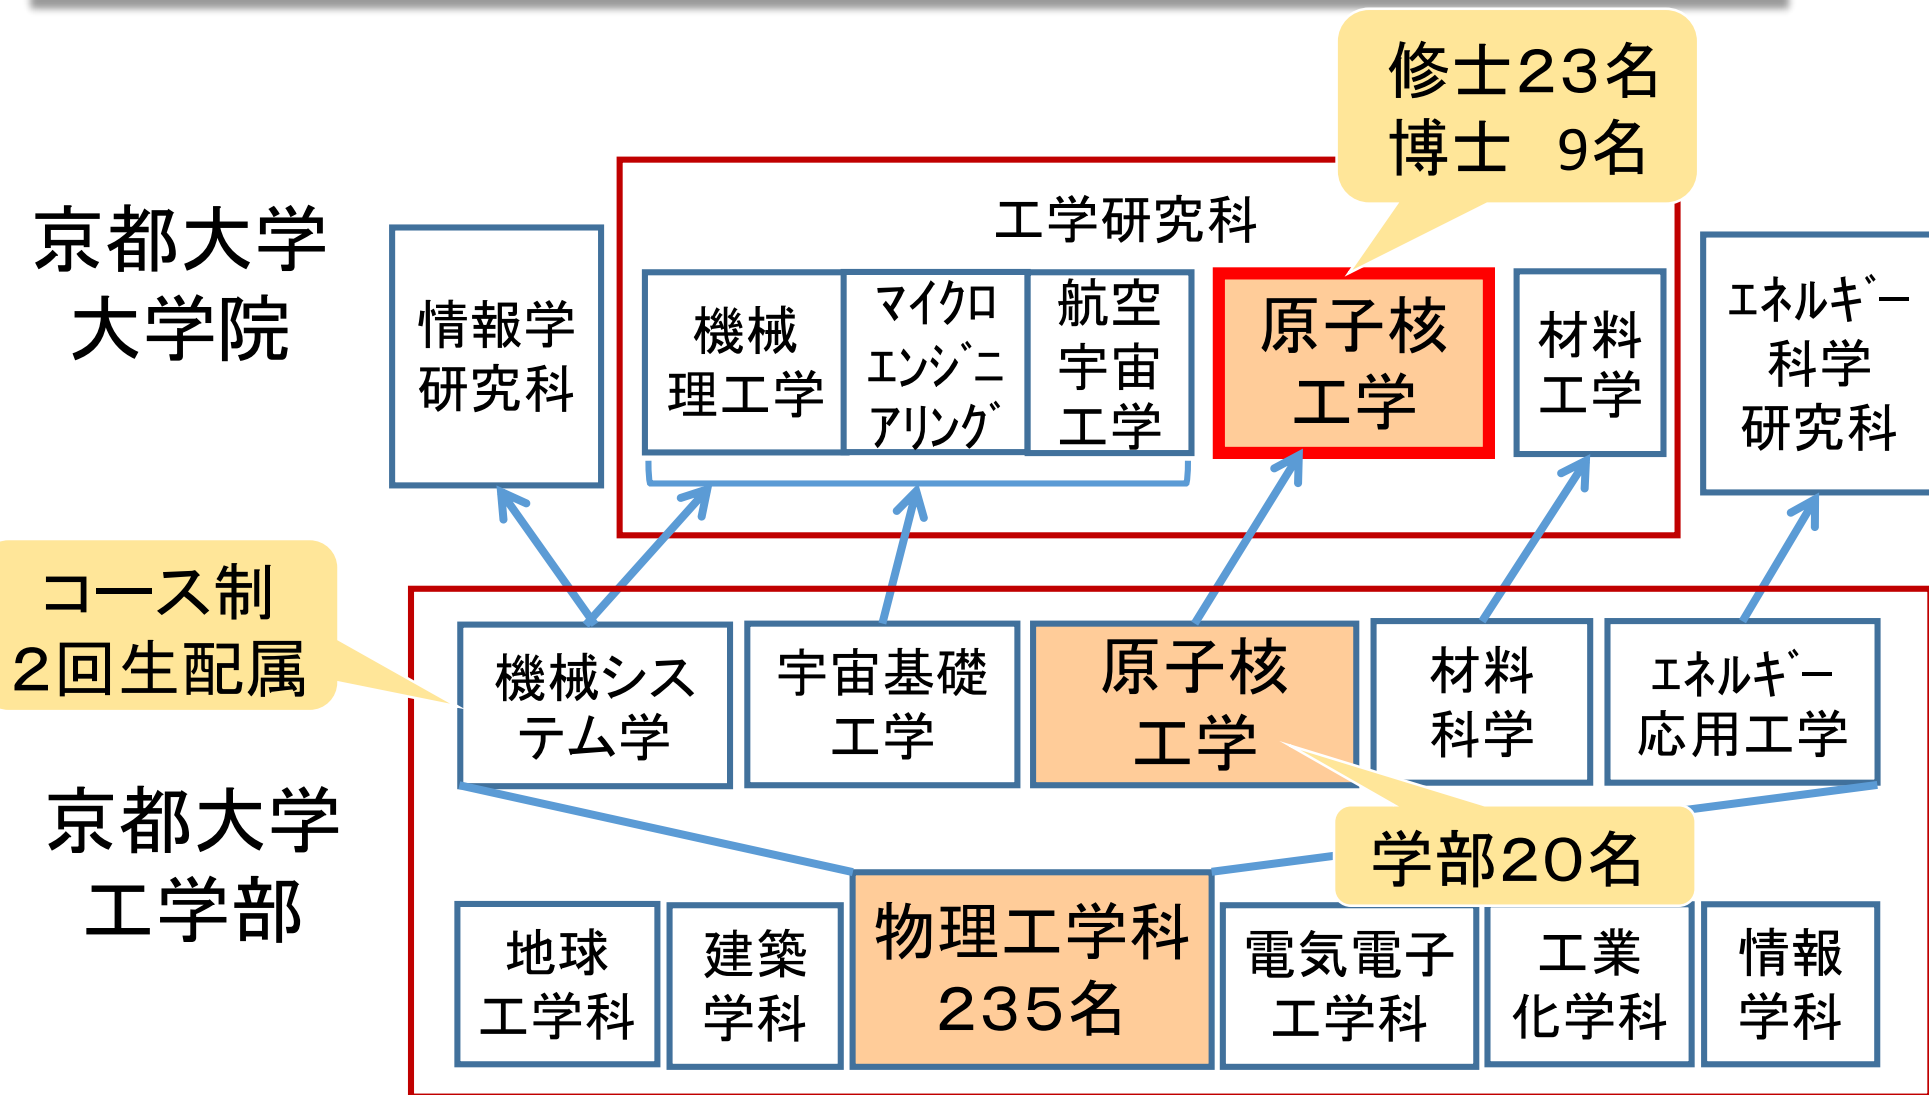 修士２３名
博士　9名
京都大学
大学院
工学研究科
情報学
研究科
機械
理工学
マイクロ
エンジニ
アリング
航空
宇宙
工学
原子核
工学
材料
工学
エネルギー
科学
研究科
コース制
２回生配属
機械シス
テム学
宇宙基礎
工学
原子核
工学
材料
科学
エネルギー
応用工学
京都大学
工学部
学部２０名
地球
工学科
建築
学科
物理工学科
２３５名
電気電子
工学科
工業
化学科
情報
学科